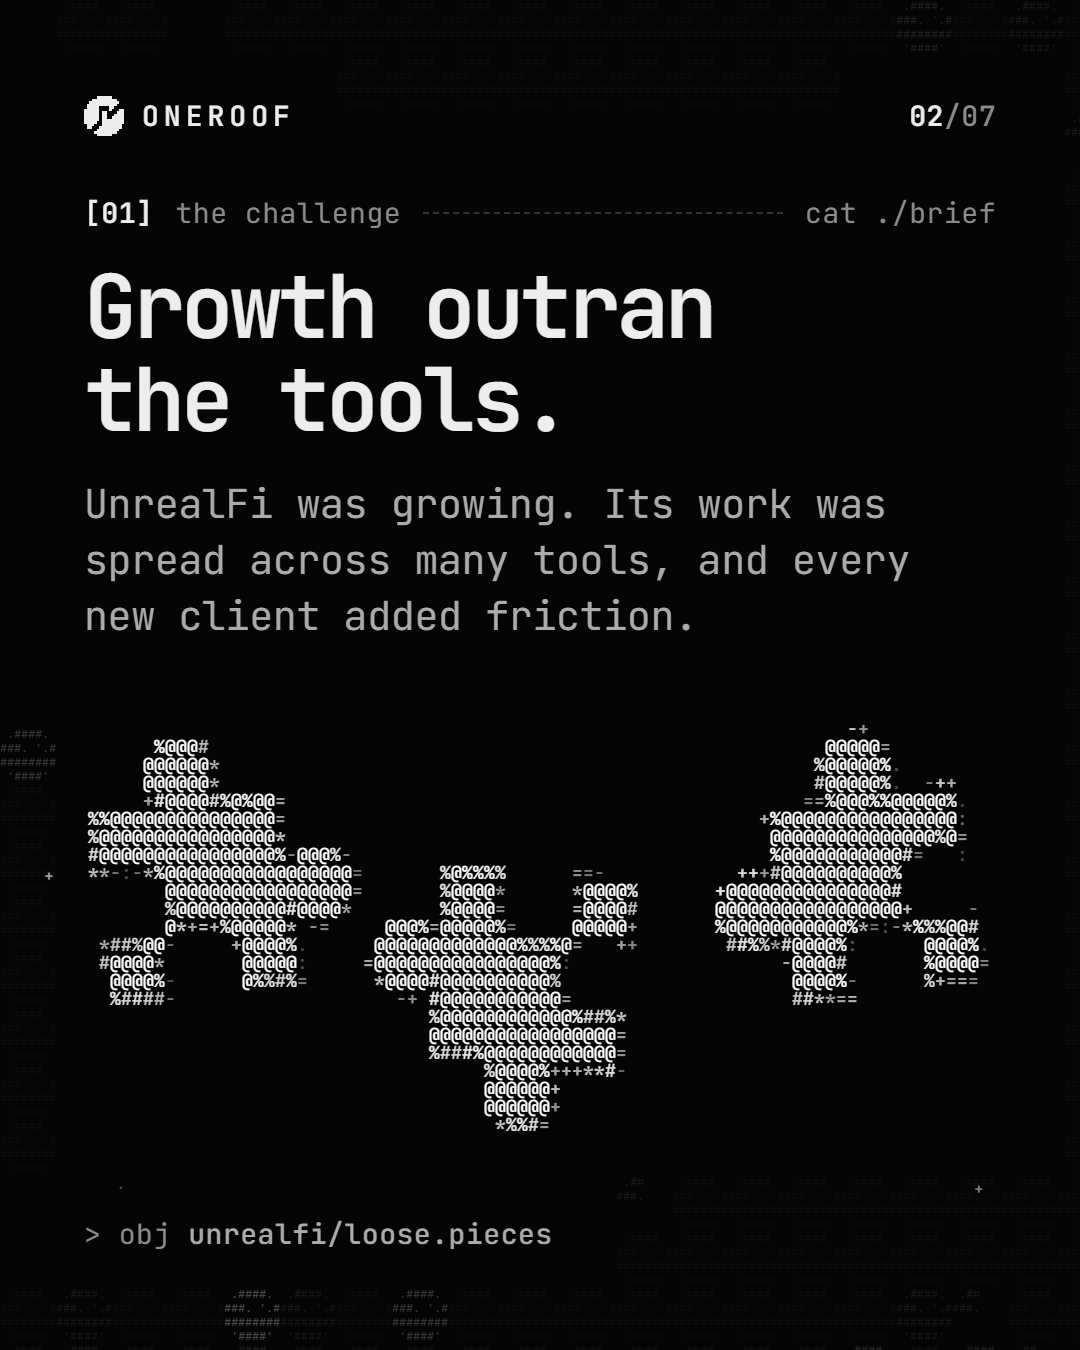 ONEROOF
02/07
[01] the challenge
cat ./brief
Growth outran
the tools.
UnrealFi was growing. Its work was
spread across many tools, and every
new client added friction.
> obj unrealfi/loose.pieces